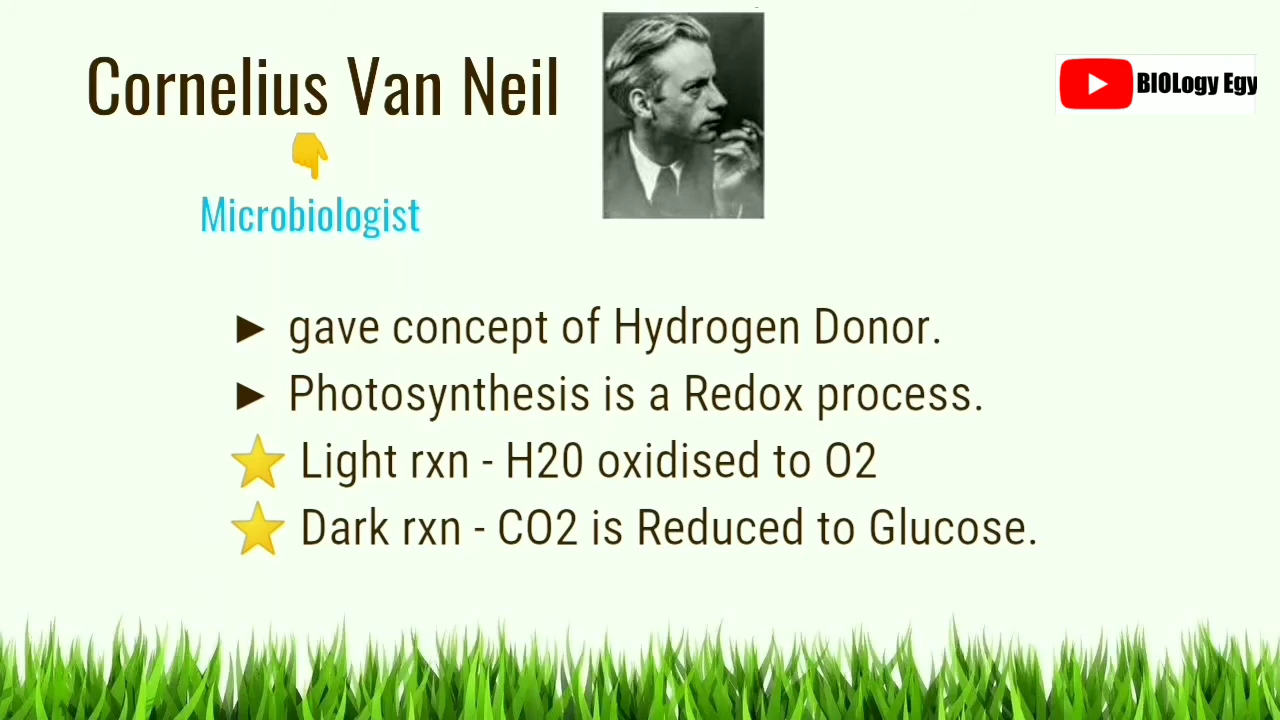 Cornelius Van Neil
BIOLogy Egy
Microbiologist
► gave concept of Hydrogen Donor.
► Photosynthesis is a Redox process.
Light rxn - H20 oxidised to O2
Dark rxn - CO2 is Reduced to Glucose.